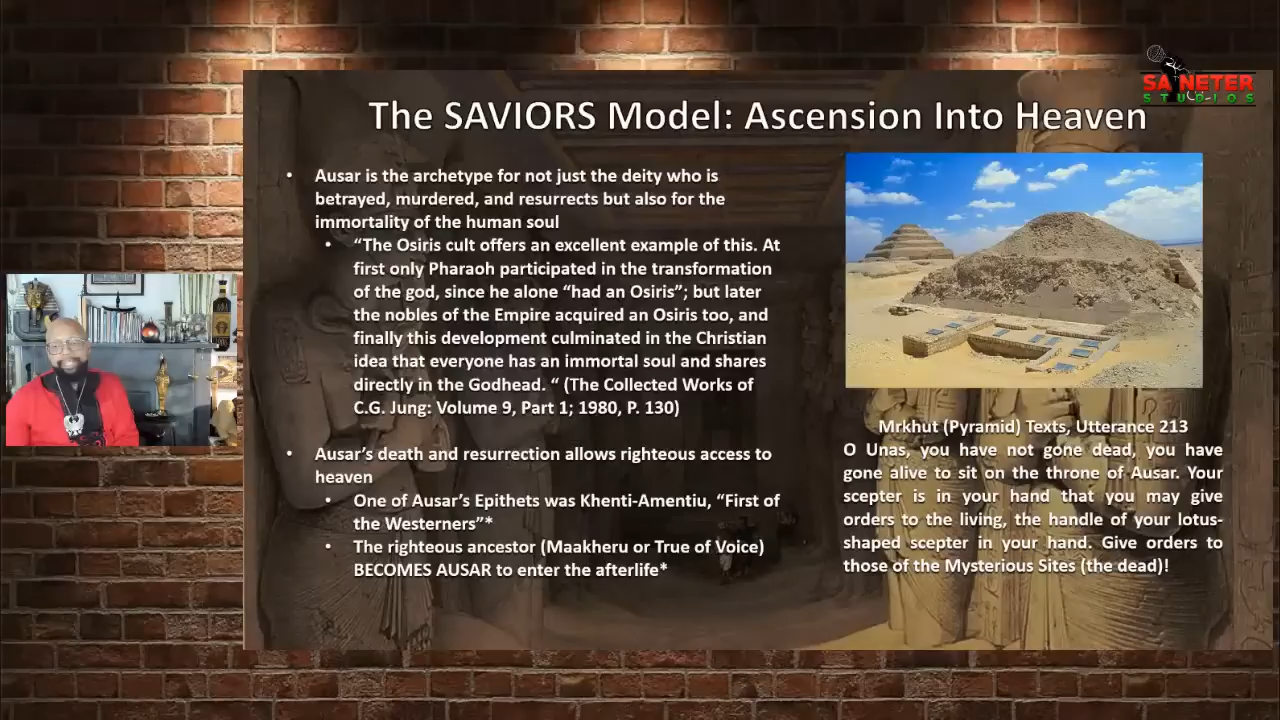 SA NETER
STUDIOS
The SAVIORS Model: Ascension Into Heaven
• Ausar is the archetype for not just the deity who is
betrayed, murdered, and resurrects but also for the
immortality of the human soul
• “The Osiris cult offers an excellent example of this. At
first only Pharaoh participated in the transformation
of the god, since he alone “had an Osiris”; but later
the nobles of the Empire acquired an Osiris too, and
finally this development culminated in the Christian
idea that everyone has an immortal soul and shares
directly in the Godhead. “ (The Collected Works of
C.G. Jung: Volume 9, Part 1; 1980, P. 130)
• Ausar’s death and resurrection allows righteous access to
heaven
• One of Ausar’s Epithets was Khenti-Amentiu, “First of
the Westerners”*
• The righteous ancestor (Maakheru or True of Voice)
BECOMES AUSAR to enter the afterlife*
Mrkhut (Pyramid) Texts, Utterance 213
O Unas, you have not gone dead, you have
gone alive to sit on the throne of Ausar. Your
scepter is in your hand that you may give
orders to the living, the handle of your lotus-
shaped scepter in your hand. Give orders to
those of the Mysterious Sites (the dead)!